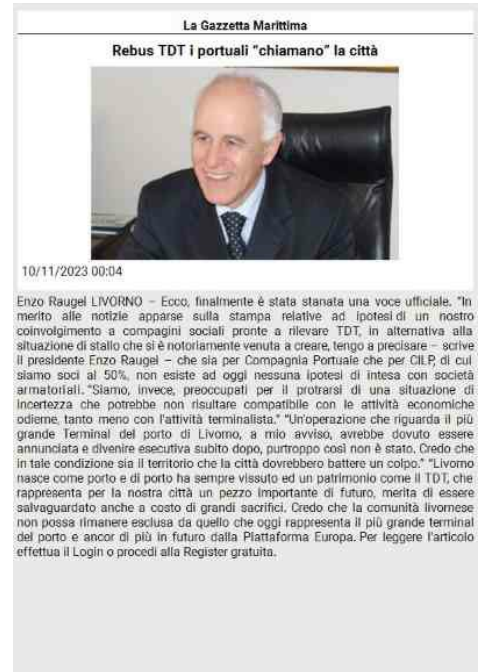 La Gazzetta Marittima
Rebus TDT i portuali “chiamano” la città
10/11/2023 00:04
Enzo Raugei LIVORNO – Ecco, finalmente è stata stanata una voce ufficiale. “In
merito alle notizie apparse sulla stampa relative ad ipotesi di un nostro
coinvolgimento a compagini sociali pronte a rilevare TDT, in alternativa alla
situazione di stallo che si è notoriamente venuta a creare, tengo a precisare – scrive
il presidente Enzo Raugei – che sia per Compagnia Portuale che per CILP, di cui
siamo soci al 50%, non esiste ad oggi nessuna ipotesi di intesa con società
armatoriali. “Siamo, invece, preoccupati per il protrarsi di una situazione di
incertezza che potrebbe non risultare compatibile con le attività economiche
odierne, tanto meno con l'attività terminalista.” “Un'operazione che riguarda il più
grande Terminal del porto di Livorno, a mio avviso, avrebbe dovuto essere
annunciata e divenire esecutiva subito dopo, purtroppo così non è stato. Credo che
in tale condizione sia il territorio che la città dovrebbero battere un colpo.” “Livorno
nasce come porto e di porto ha sempre vissuto ed un patrimonio come il TDT, che
rappresenta per la nostra città un pezzo importante di futuro, merita di essere
salvaguardato anche a costo di grandi sacrifici. Credo che la comunità livornese
non possa rimanere esclusa da quello che oggi rappresenta il più grande terminal
del porto e ancor di più in futuro dalla Piattaforma Europa. Per leggere l'articolo
effettua il Login o procedi alla Register gratuita.